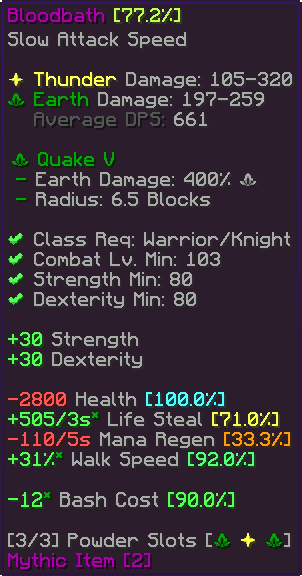 Bloodbath [77.2%]
Slow Attack Speed
✦ Thunder Damage: 105-320
Earth Damage: 197-259
Average DPS: 661
Quake V
- Earth Damage: 400%
- Radius: 6.5 Blocks
✔ Class Req: Warrior/Knight
✔ Combat Lv. Min: 103
✔ Strength Min: 80
✔ Dexterity Min: 80
+30 Strength
+30 Dexterity
-2800 Health [100.0%]
+505/3s* Life Steal [71.0%]
-110/5s Mana Regen [33.3%]
+31%* Walk Speed [92.0%]
-12* Bash Cost [90.0%]
[3/3] Powder Slots [ ✦ ]
Mythic Item [2]